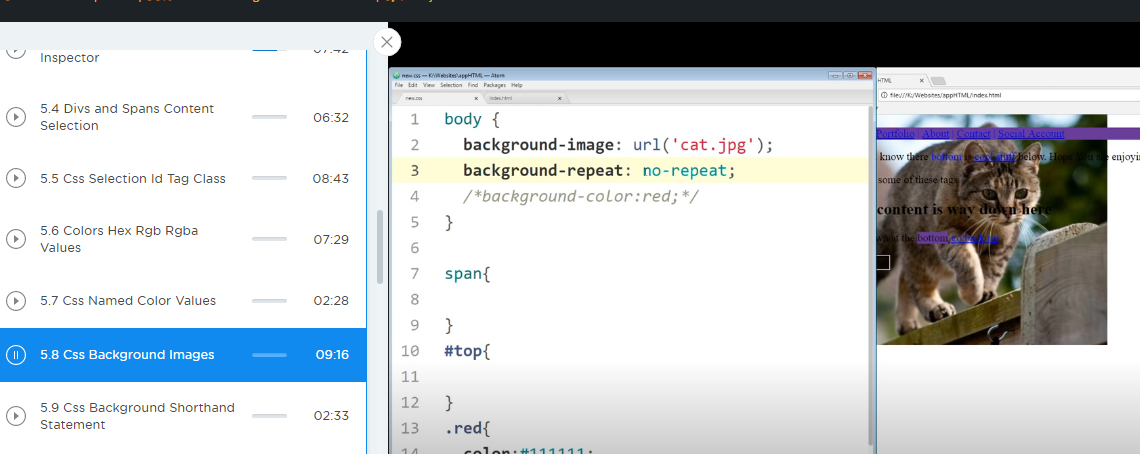 Inspector
07:42
5.4 Divs and Spans Content
Selection
06:32
5.5 Css Selection Id Tag Class
08:43
5.6 Colors Hex Rgb Rgba
Values
07:29
5.7 Css Named Color Values
02:28
5.8 Css Background Images
09:16
5.9 Css Background Shorthand
Statement
02:33
new.css — K:\Websites\appHTML — Atom
File Edit View Selection Find Packages Help
new.css
index.html
1 body {
2 background-image: url('cat.jpg');
3 background-repeat: no-repeat;
4 /*background-color:red;*/
5 }
6
7 span{
8
9 }
10 #top{
11
12 }
13 .red{
14 color:#111111;
HTML
file:///K:/Websites/appHTML/index.html
Portfolio | About | Contact | Social Account
know there bottom is cool stuff below. Hope you are enjoyi
some of these tags
content is way down here
the bottom